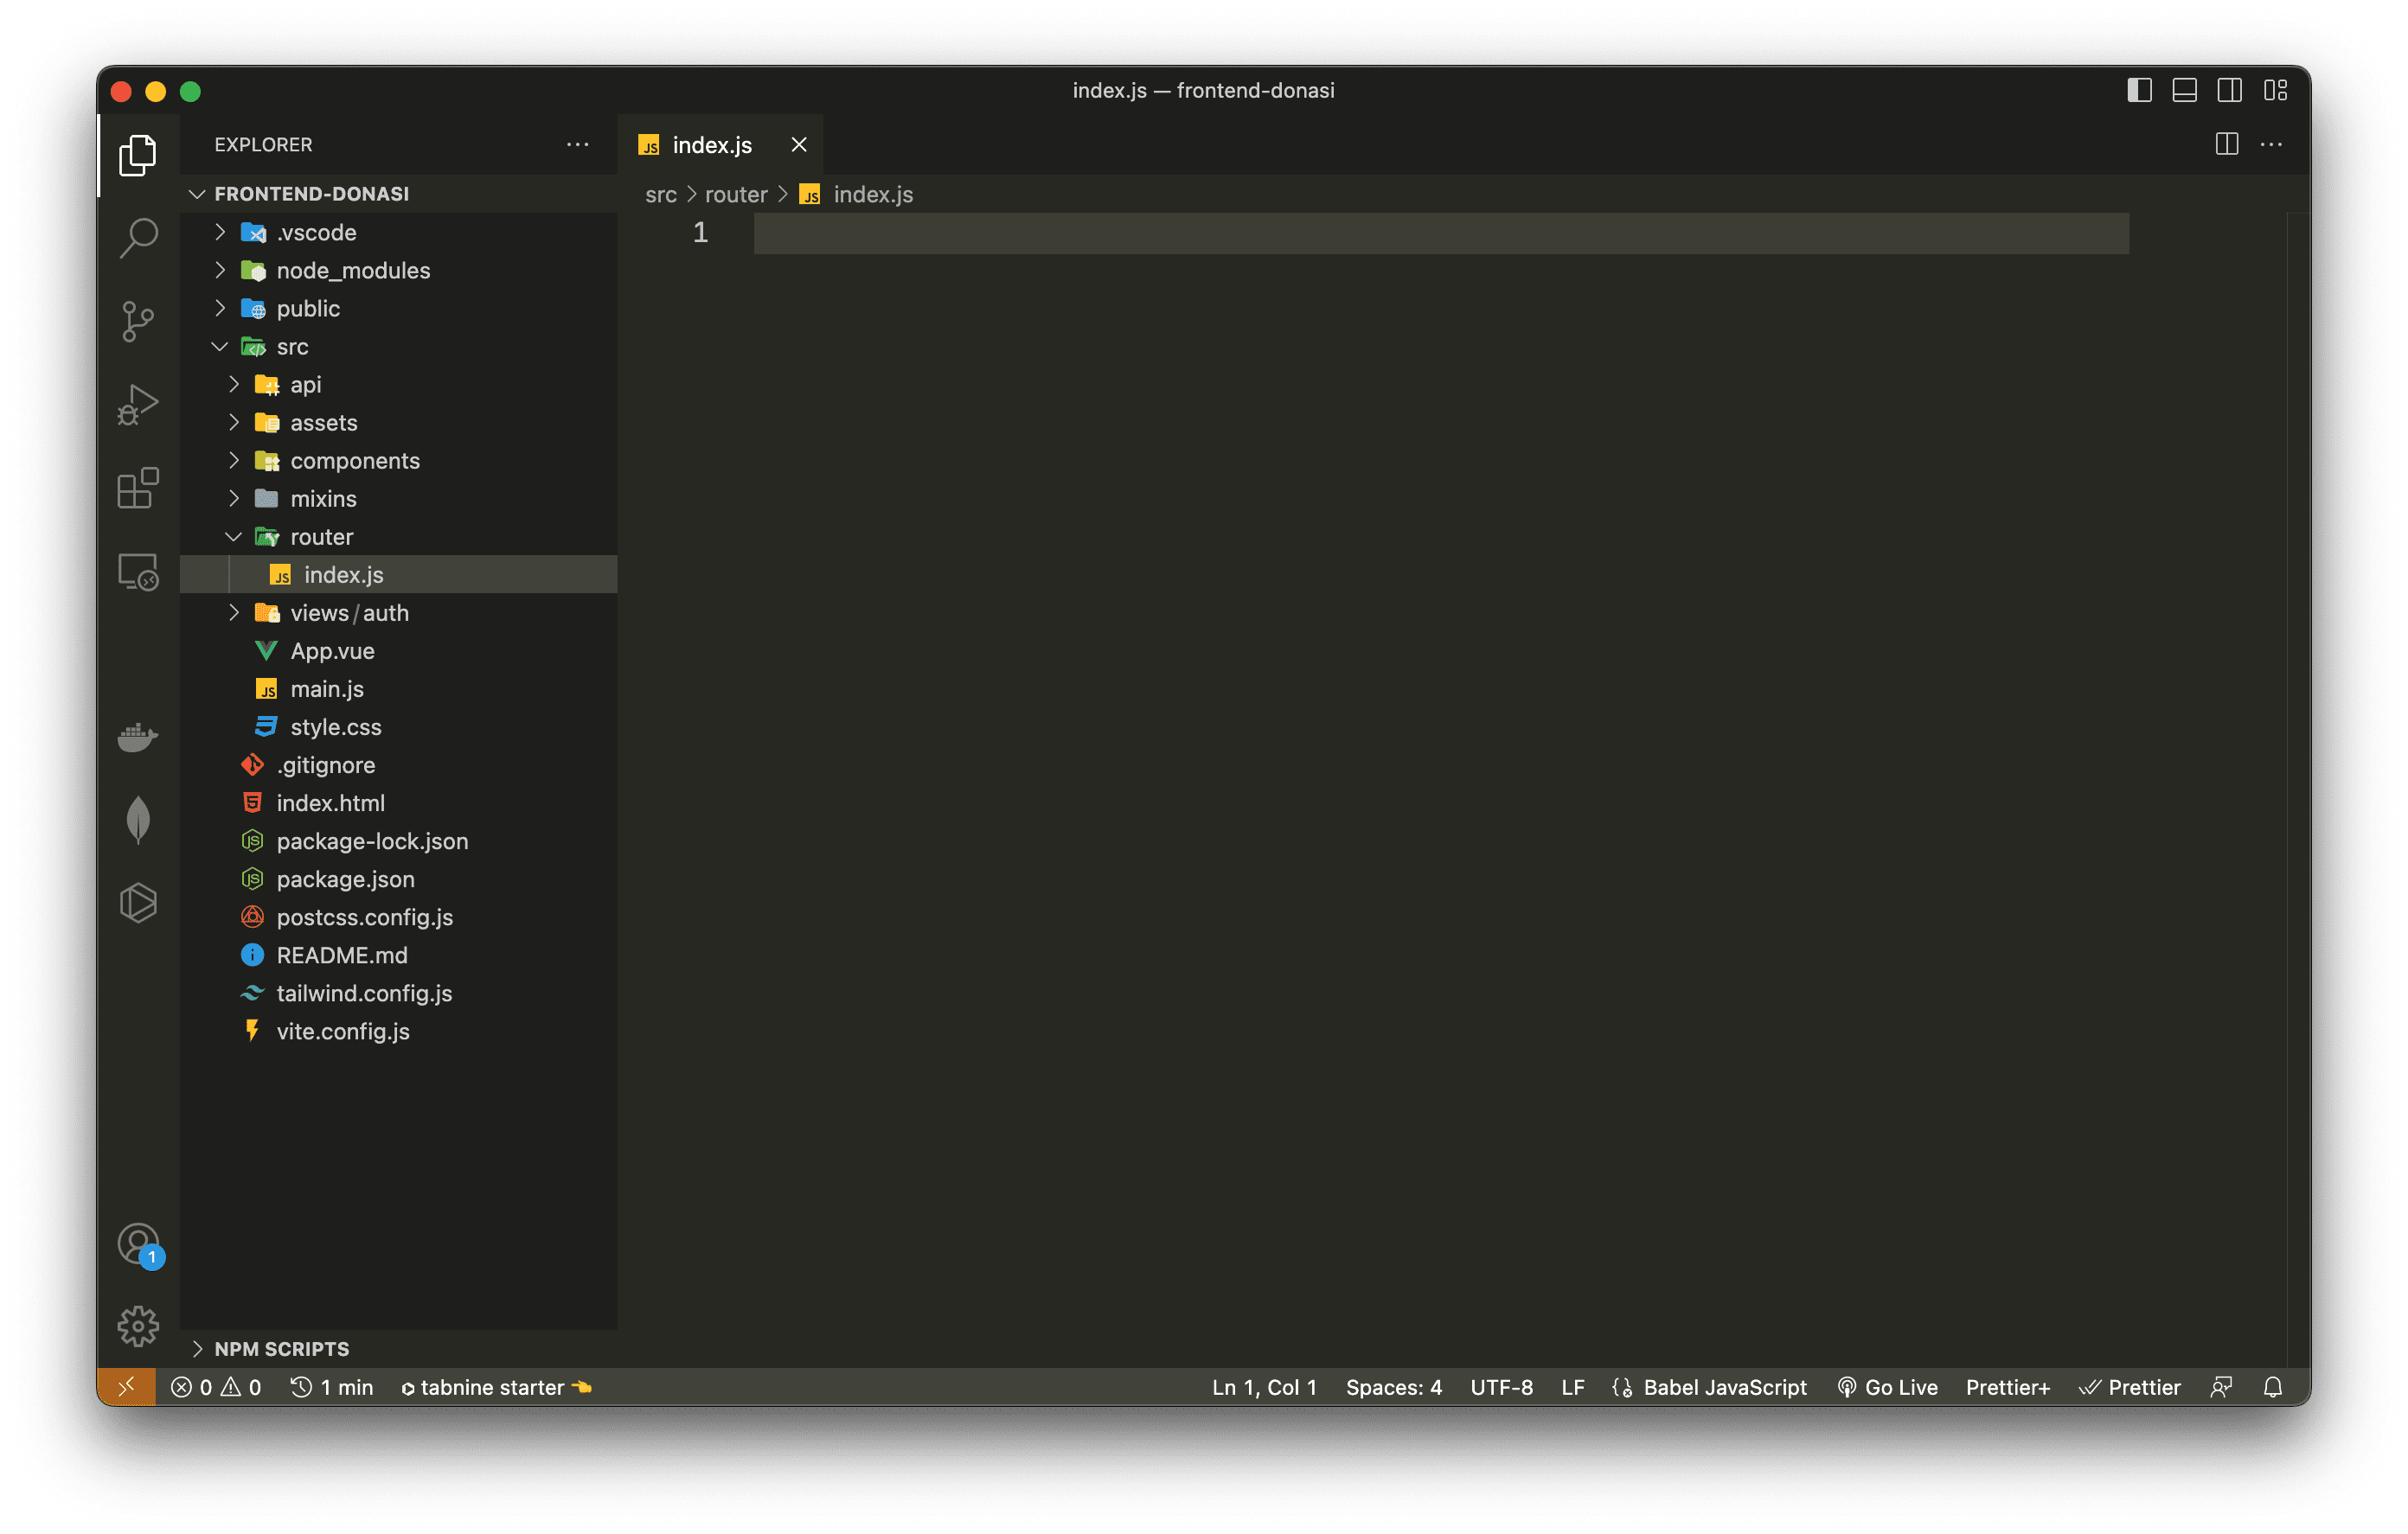 index.js — frontend-donasi
EXPLORER
index.js
FRONTEND-DONASI
src > router > index.js
1
.vscode
node_modules
public
src
api
assets
components
mixins
router
index.js
views/auth
App.vue
main.js
style.css
.gitignore
index.html
package-lock.json
package.json
postcss.config.js
README.md
tailwind.config.js
vite.config.js
1
NPM SCRIPTS
0 0 1 min tabnine starter Ln 1, Col 1 Spaces: 4 UTF-8 LF Babel JavaScript Go Live Prettier+ Prettier